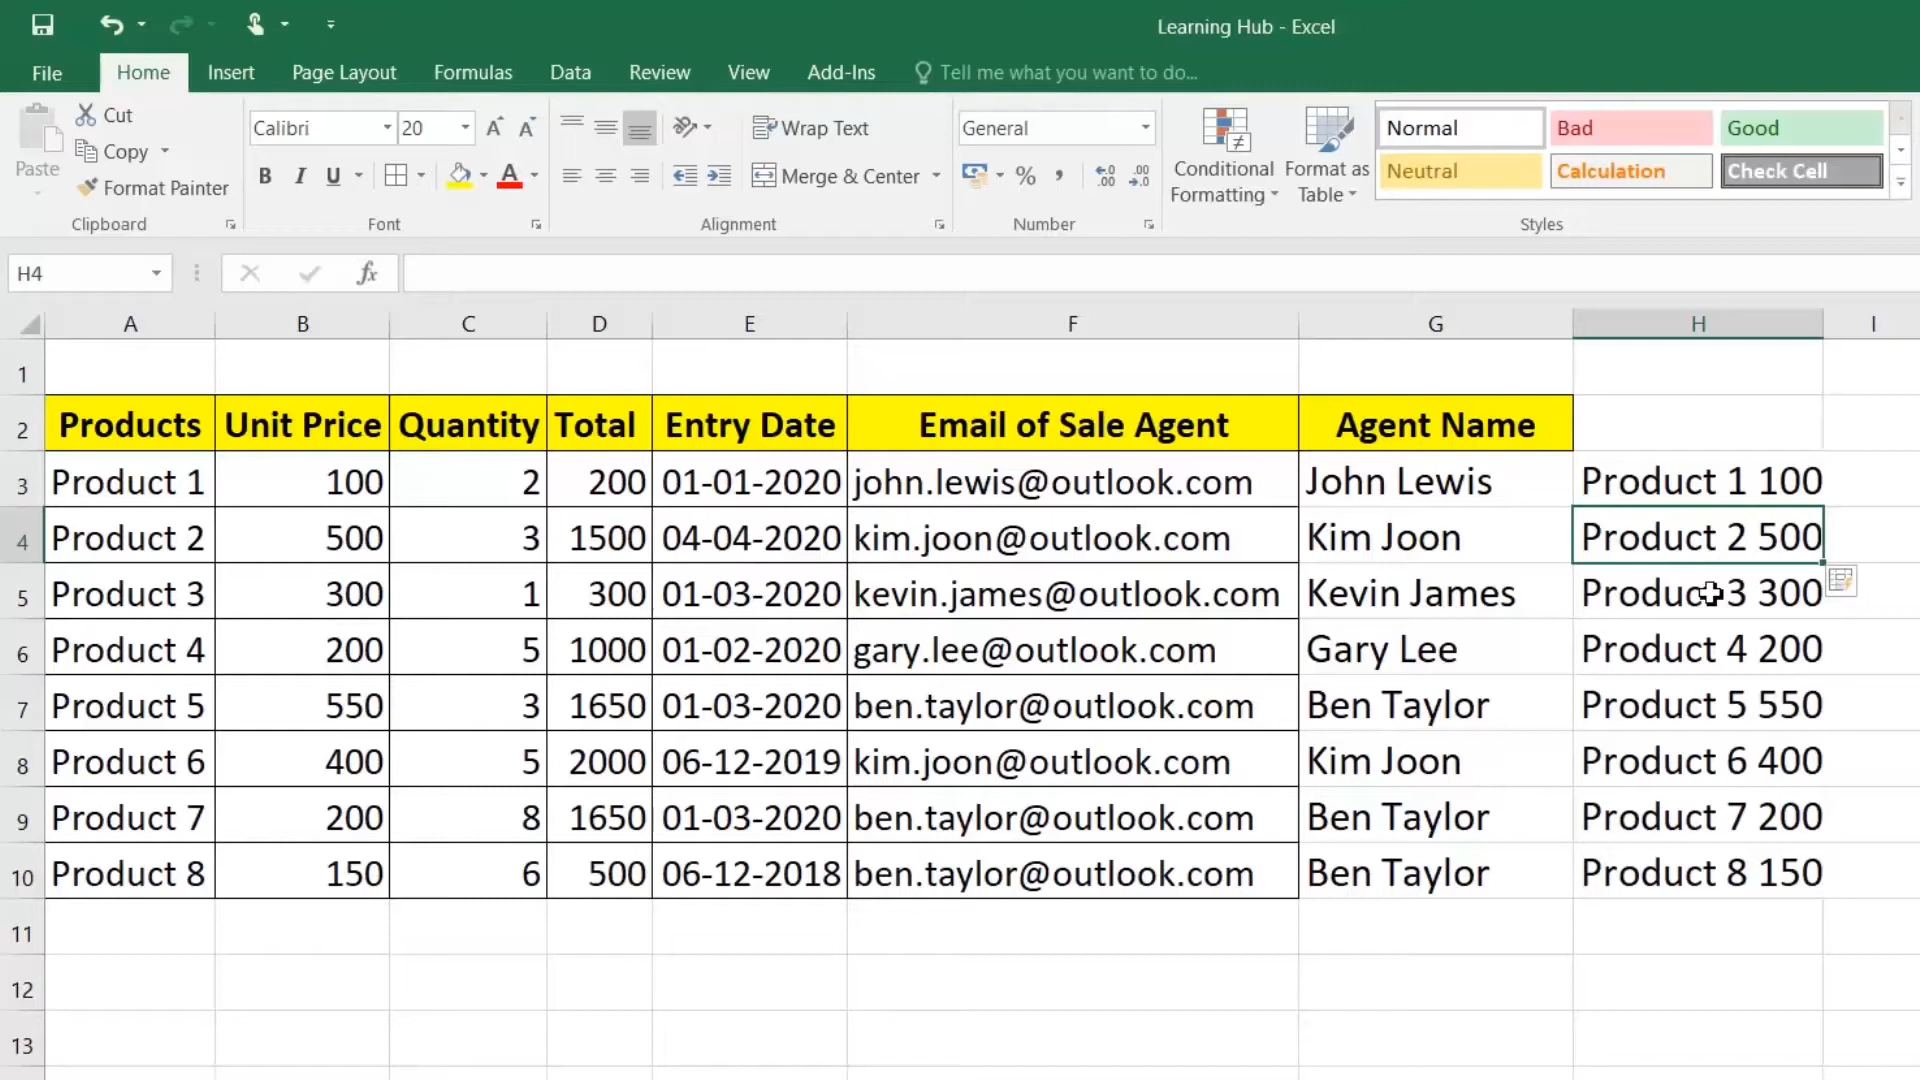 Learning Hub - Excel
File Home Insert Page Layout Formulas Data Review View Add-Ins Tell me what you want to do...
Paste
Cut
Copy
Format Painter
Clipboard
Calibri 20
B I U A
Font
Wrap Text
Merge & Center
Alignment
General
% , .00 .00
Number
Conditional Formatting
Format as Table
Normal Bad Good
Neutral Calculation Check Cell
Styles
H4 fx
A B C D E F G H I
1
2 Products Unit Price Quantity Total Entry Date Email of Sale Agent Agent Name
3 Product 1 100 2 200 01-01-2020 john.lewis@outlook.com John Lewis Product 1 100
4 Product 2 500 3 1500 04-04-2020 kim.joon@outlook.com Kim Joon Product 2 500
5 Product 3 300 1 300 01-03-2020 kevin.james@outlook.com Kevin James Product 3 300
6 Product 4 200 5 1000 01-02-2020 gary.lee@outlook.com Gary Lee Product 4 200
7 Product 5 550 3 1650 01-03-2020 ben.taylor@outlook.com Ben Taylor Product 5 550
8 Product 6 400 5 2000 06-12-2019 kim.joon@outlook.com Kim Joon Product 6 400
9 Product 7 200 8 1650 01-03-2020 ben.taylor@outlook.com Ben Taylor Product 7 200
10 Product 8 150 6 500 06-12-2018 ben.taylor@outlook.com Ben Taylor Product 8 150
11
12
13